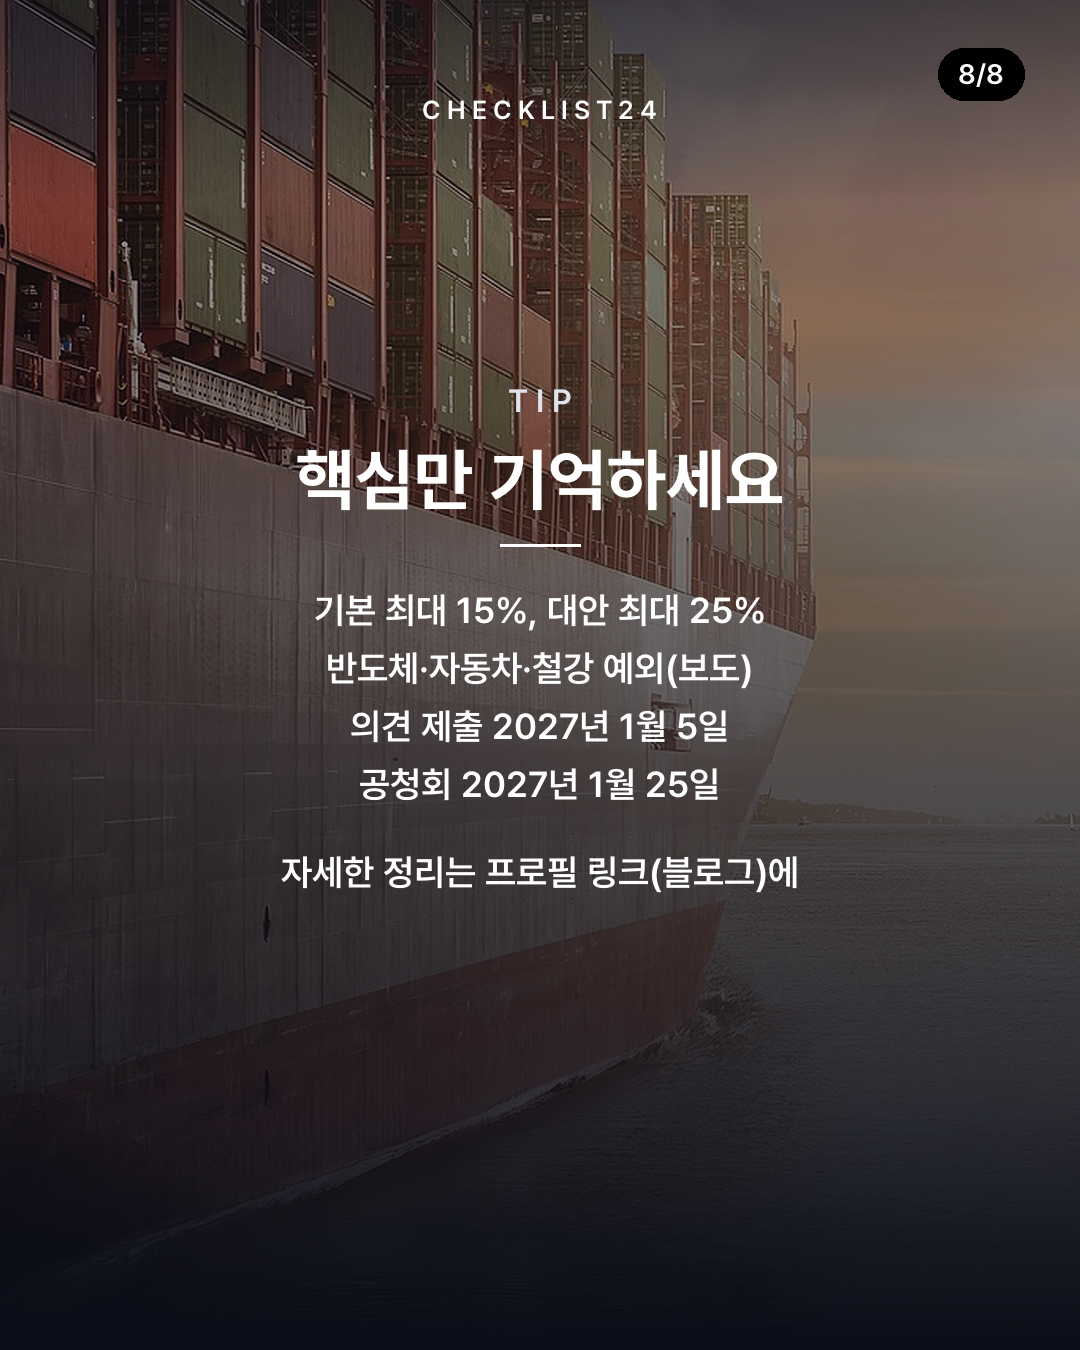 8/8
CHECKLIST24
TIP
핵심만 기억하세요
기본 최대 15%, 대안 최대 25%
반도체·자동차·철강 예외(보도)
의견 제출 2027년 1월 5일
공청회 2027년 1월 25일
자세한 정리는 프로필 링크(블로그)에